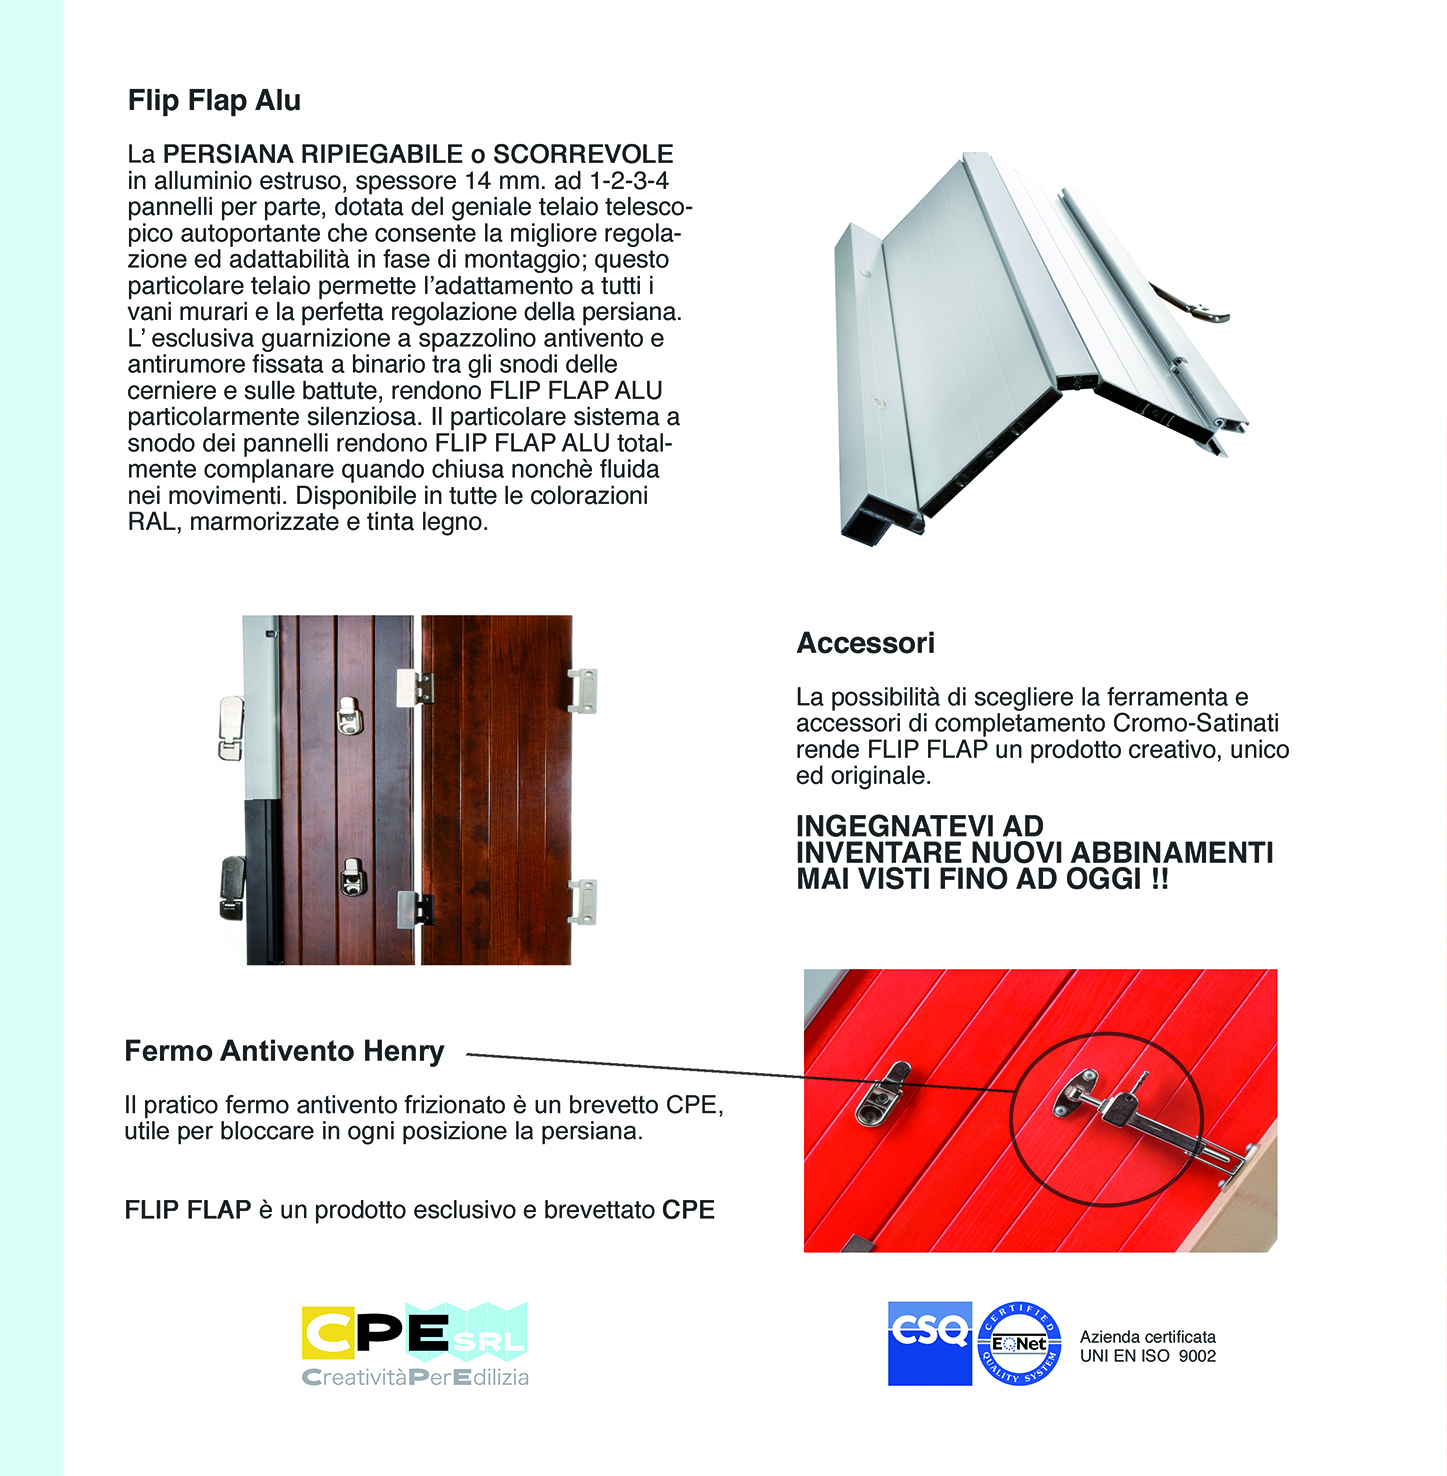 Flip Flap Alu
La PERSIANA RIPIEGABILE o SCORREVOLE
in alluminio estruso, spessore 14 mm. ad 1-2-3-4
pannelli per parte, dotata del geniale telaio telesco-
pico autoportante che consente la migliore regola-
zione ed adattabilità in fase di montaggio; questo
particolare telaio permette l’adattamento a tutti i
vani murari e la perfetta regolazione della persiana.
L’ esclusiva guarnizione a spazzolino antivento e
antirumore fissata a binario tra gli snodi delle
cerniere e sulle battute, rendono FLIP FLAP ALU
particolarmente silenziosa. Il particolare sistema a
snodo dei pannelli rendono FLIP FLAP ALU total-
mente complanare quando chiusa nonchè fluida
nei movimenti. Disponibile in tutte le colorazioni
RAL, marmorizzate e tinta legno.
Accessori
La possibilità di scegliere la ferramenta e
accessori di completamento Cromo-Satinati
rende FLIP FLAP un prodotto creativo, unico
ed originale.
INGEGNATEVI AD
INVENTARE NUOVI ABBINAMENTI
MAI VISTI FINO AD OGGI !!
Fermo Antivento Henry
Il pratico fermo antivento frizionato è un brevetto CPE,
utile per bloccare in ogni posizione la persiana.
FLIP FLAP è un prodotto esclusivo e brevettato CPE
CPE SRL
CreativitàPerEdilizia
CSQ
CERTIFIED
EQNet
QUALITY SYSTEM
Azienda certificata
UNI EN ISO 9002